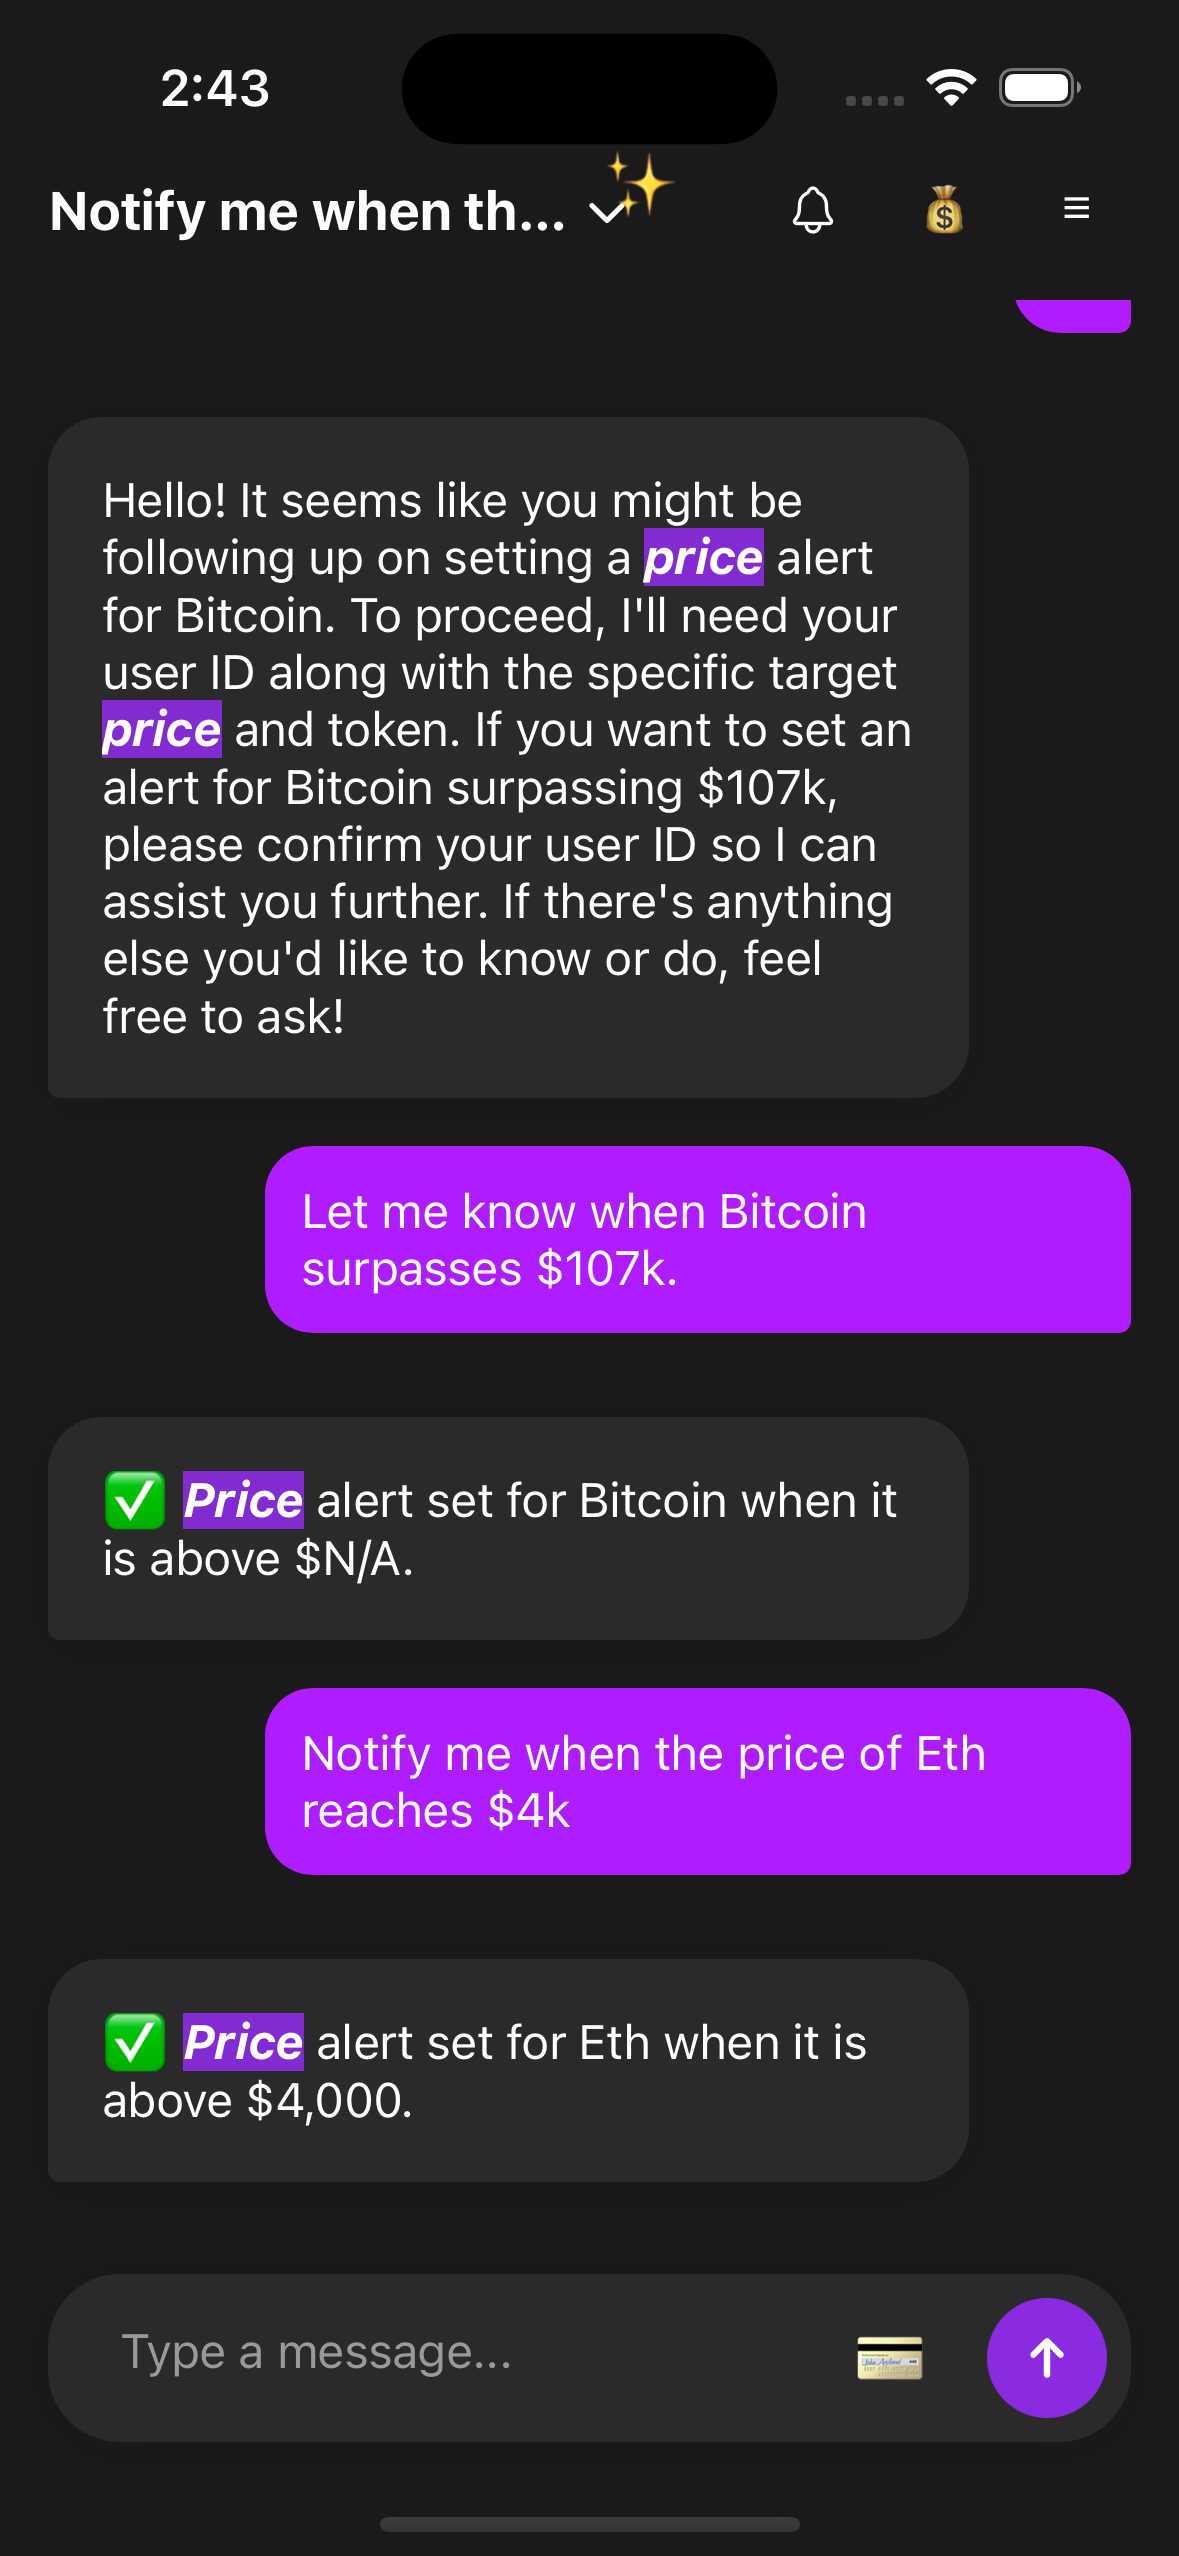 2:43
Notify me when th...
Hello! It seems like you might be
following up on setting a price alert
for Bitcoin. To proceed, I'll need your
user ID along with the specific target
price and token. If you want to set an
alert for Bitcoin surpassing $107k,
please confirm your user ID so I can
assist you further. If there's anything
else you'd like to know or do, feel
free to ask!
Let me know when Bitcoin
surpasses $107k.
✅ Price alert set for Bitcoin when it
is above $N/A.
Notify me when the price of Eth
reaches $4k
✅ Price alert set for Eth when it is
above $4,000.
Type a message...